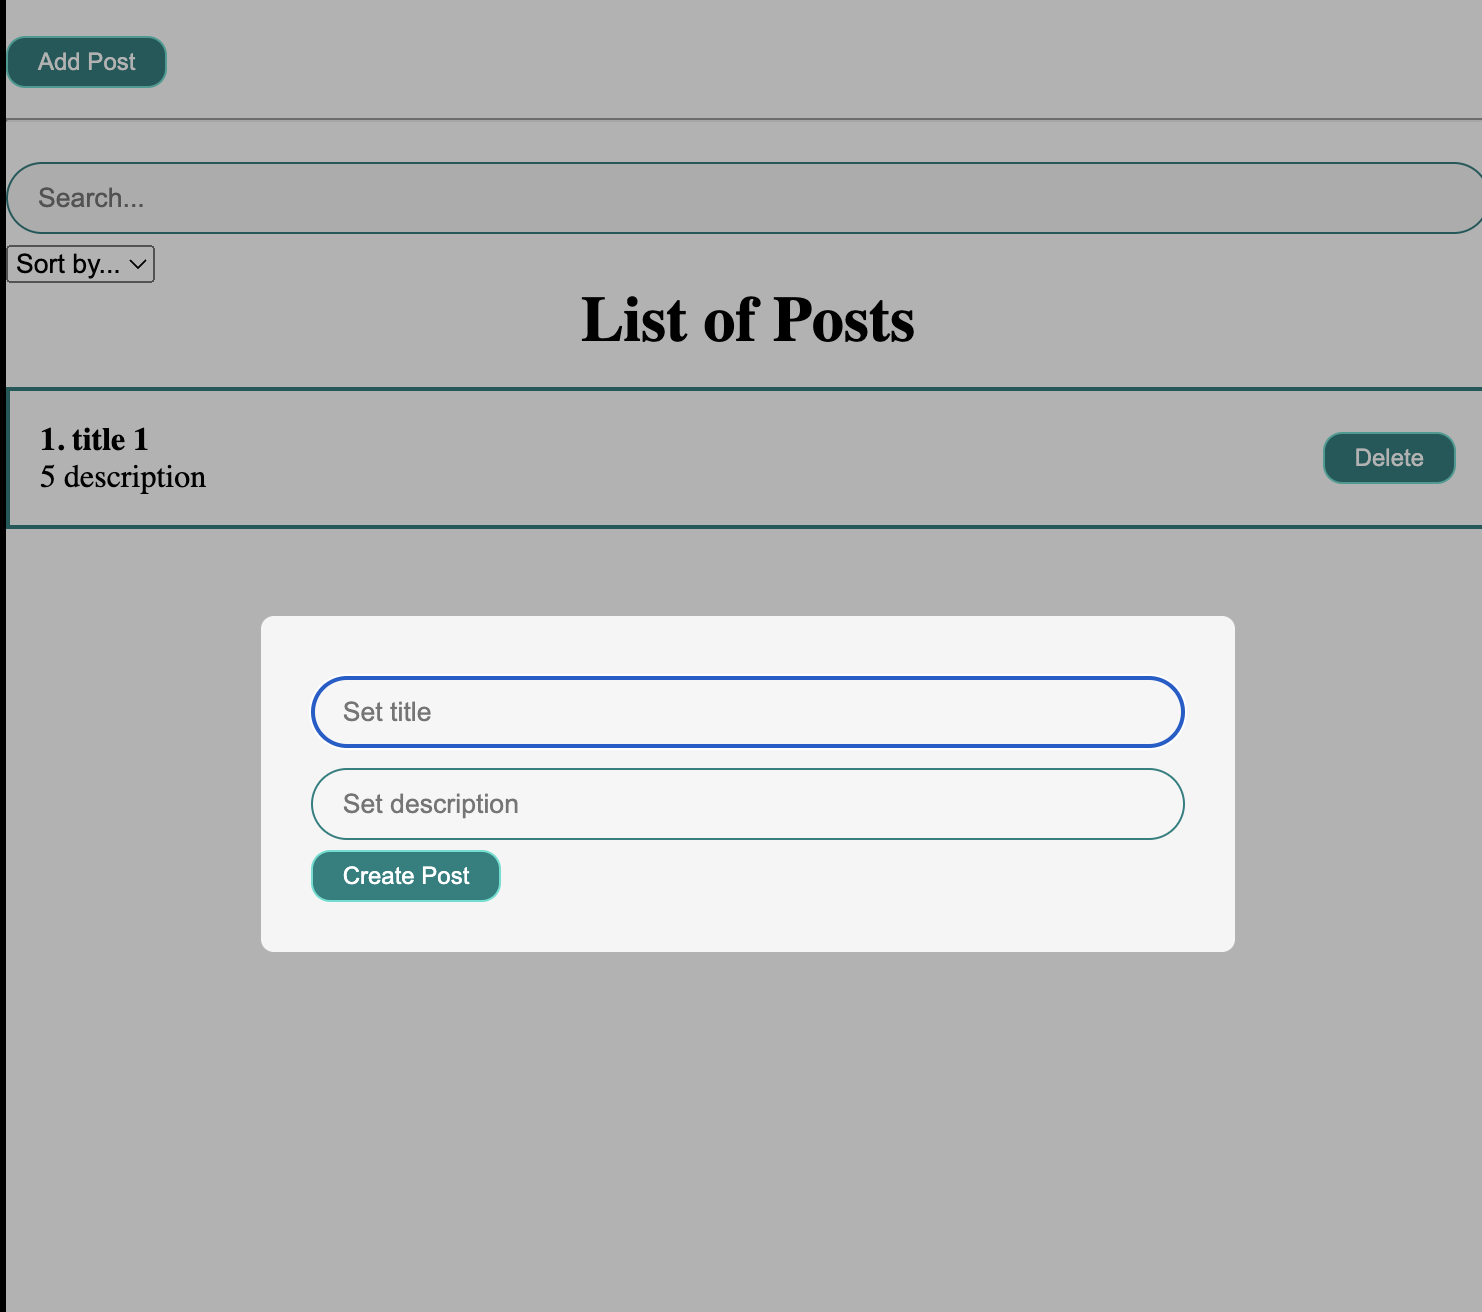 Add Post
Search...
Sort by...
List of Posts
1. title 1
5 description
Delete
Set title
Set description
Create Post